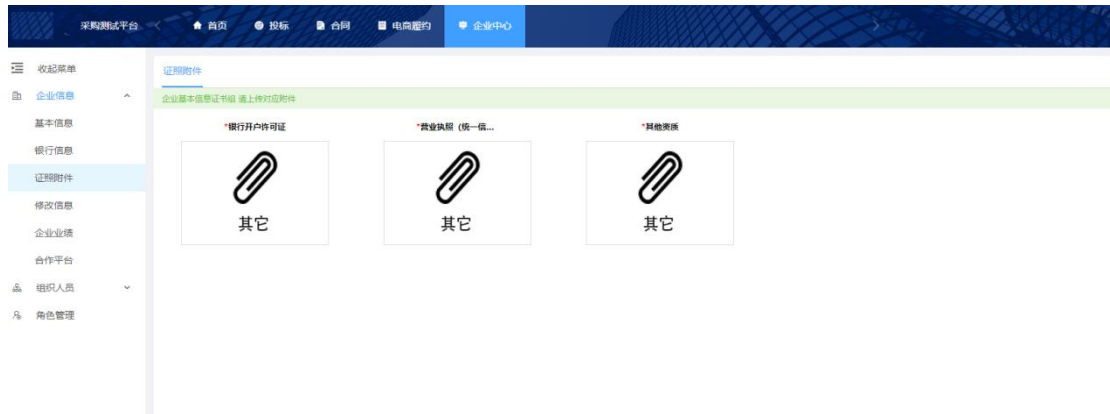 采购测试平台 首页 投标 合同 电商履约 企业中心
收起菜单
企业信息
基本信息
银行信息
证照附件
修改信息
企业业绩
合作平台
组织人员
角色管理
证照附件
企业基本信息证书组 请上传对应附件
*银行开户许可证 *营业执照（统一信... *其他资质
其它 其它 其它